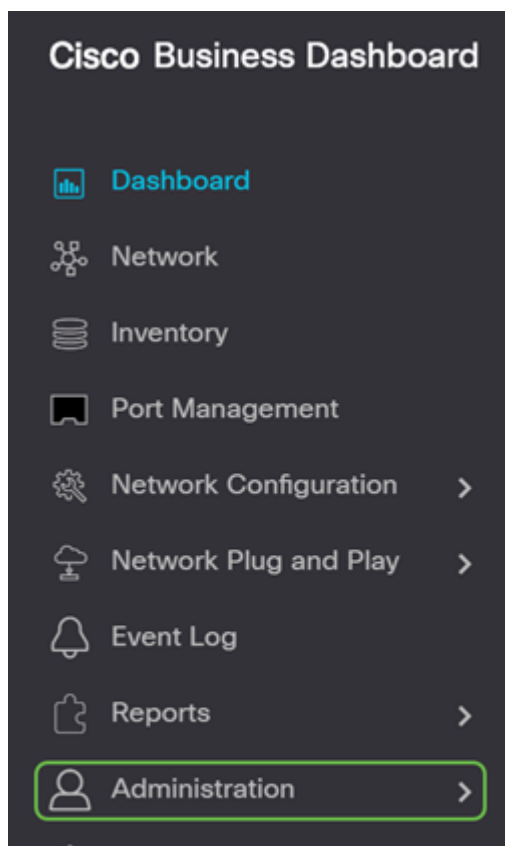 Cisco Business Dashboard
Dashboard
Network
Inventory
Port Management
Network Configuration
Network Plug and Play
Event Log
Reports
Administration